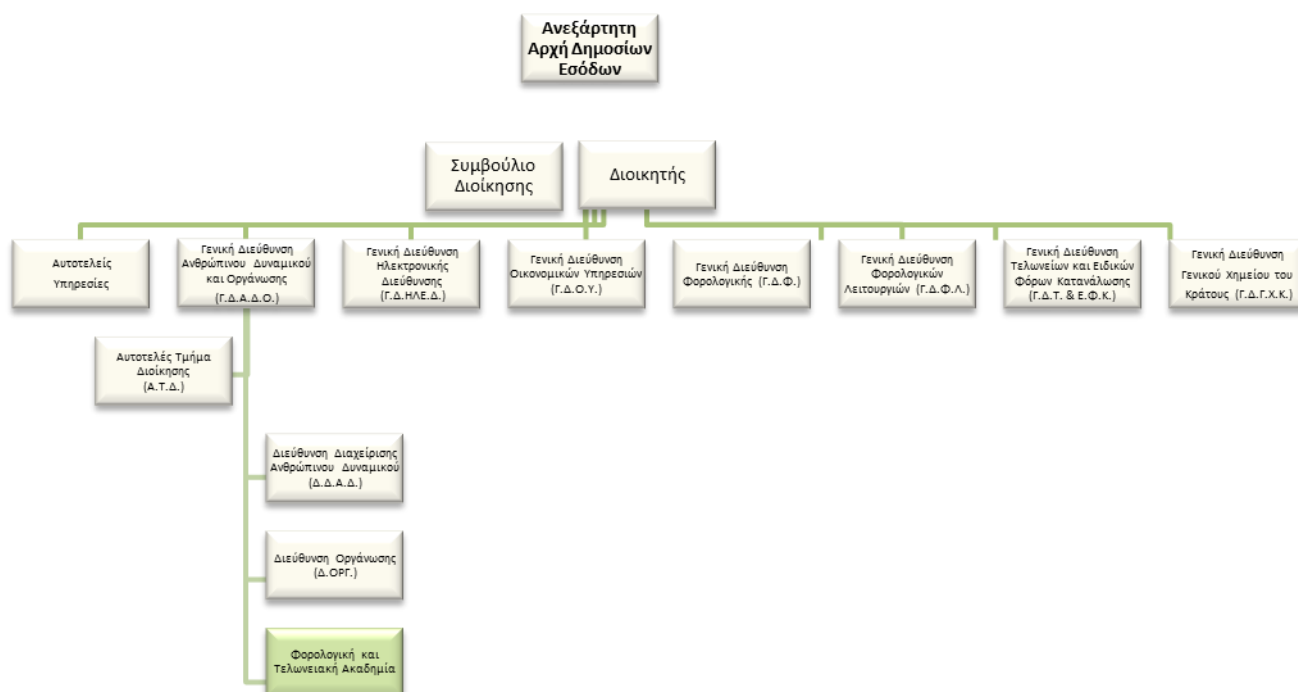 Ανεξάρτητη
Αρχή Δημοσίων
Εσόδων
Συμβούλιο
Διοίκησης
Διοικητής
Αυτοτελείς
Υπηρεσίες
Γενική Διεύθυνση
Ανθρώπινου Δυναμικού
και Οργάνωσης
(Γ.Δ.Α.Δ.Ο.)
Γενική Διεύθυνση
Ηλεκτρονικής
Διεύθυνσης
(Γ.Δ.ΗΛΕ.Δ.)
Γενική Διεύθυνση
Οικονομικών Υπηρεσιών
(Γ.Δ.Ο.Υ.)
Γενική Διεύθυνση
Φορολογικής (Γ.Δ.Φ.)
Γενική Διεύθυνση
Φορολογικών
Λειτουργιών (Γ.Δ.Φ.Λ.)
Γενική Διεύθυνση
Τελωνείων και Ειδικών
Φόρων Κατανάλωσης
(Γ.Δ.Τ. & Ε.Φ.Κ.)
Γενική Διεύθυνση
Γενικού Χημείου του
Κράτους (Γ.Δ.Γ.Χ.Κ.)
Αυτοτελές Τμήμα
Διοίκησης
(Α.Τ.Δ.)
Διεύθυνση Διαχείρισης
Ανθρώπινου Δυναμικού
(Δ.Δ.Α.Δ.)
Διεύθυνση Οργάνωσης
(Δ.ΟΡΓ.)
Φορολογική και
Τελωνειακή Ακαδημία